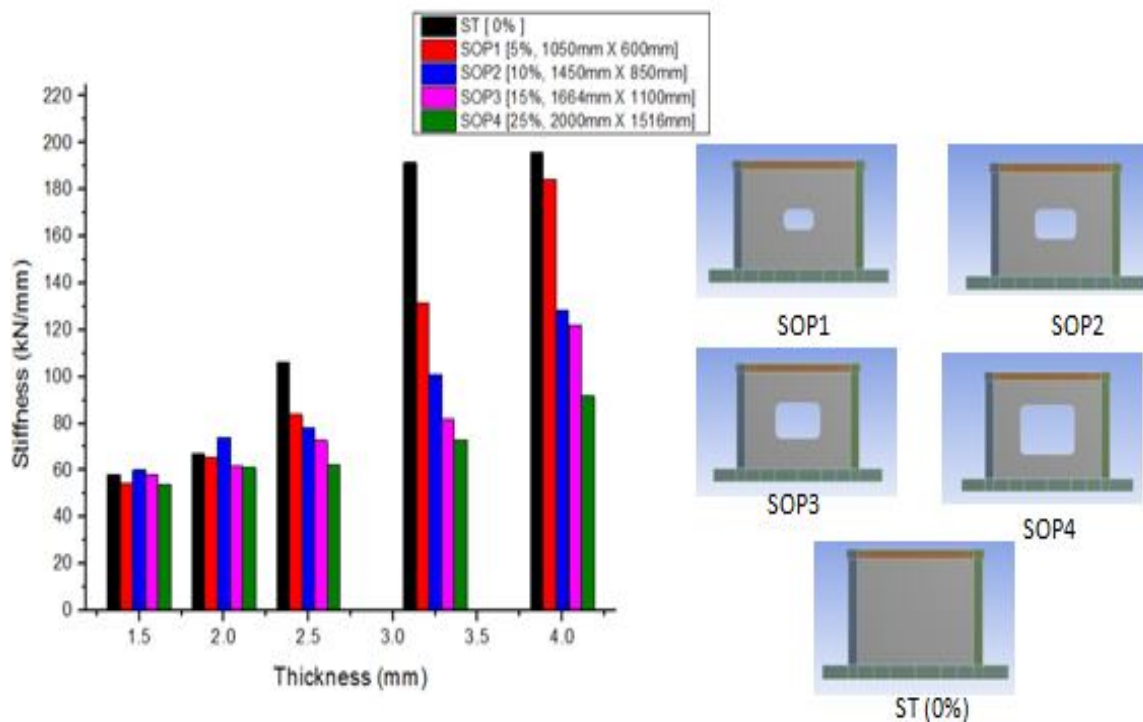 ST [ 0% ]
SOP1 [5%, 1050mm X 600mm]
SOP2 [10%, 1450mm X 850mm]
SOP3 [15%, 1664mm X 1100mm]
SOP4 [25%, 2000mm X 1516mm]
220
200
180
160
140
120
100
80
60
40
20
0
Stiffness (kN/mm)
1.5 2.0 2.5 3.0 3.5 4.0
Thickness (mm)
SOP1 SOP2
SOP3
SOP4
ST (0%)